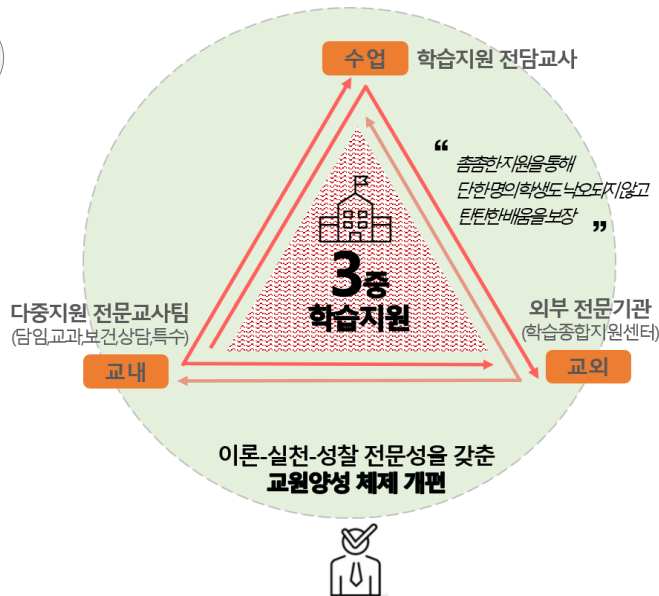 수업 학습지원 전담교사
“
촘촘한 지원을 통해
단 한 명의 학생도 낙오되지 않고
탄탄한 배움을 보장
”
3중
학습지원
다중지원 전문교사팀
(담임,교과,보건,상담,특수)
교내
외부 전문기관
(학습종합지원센터)
교외
이론-실천-성찰 전문성을 갖춘
교원양성 체제 개편